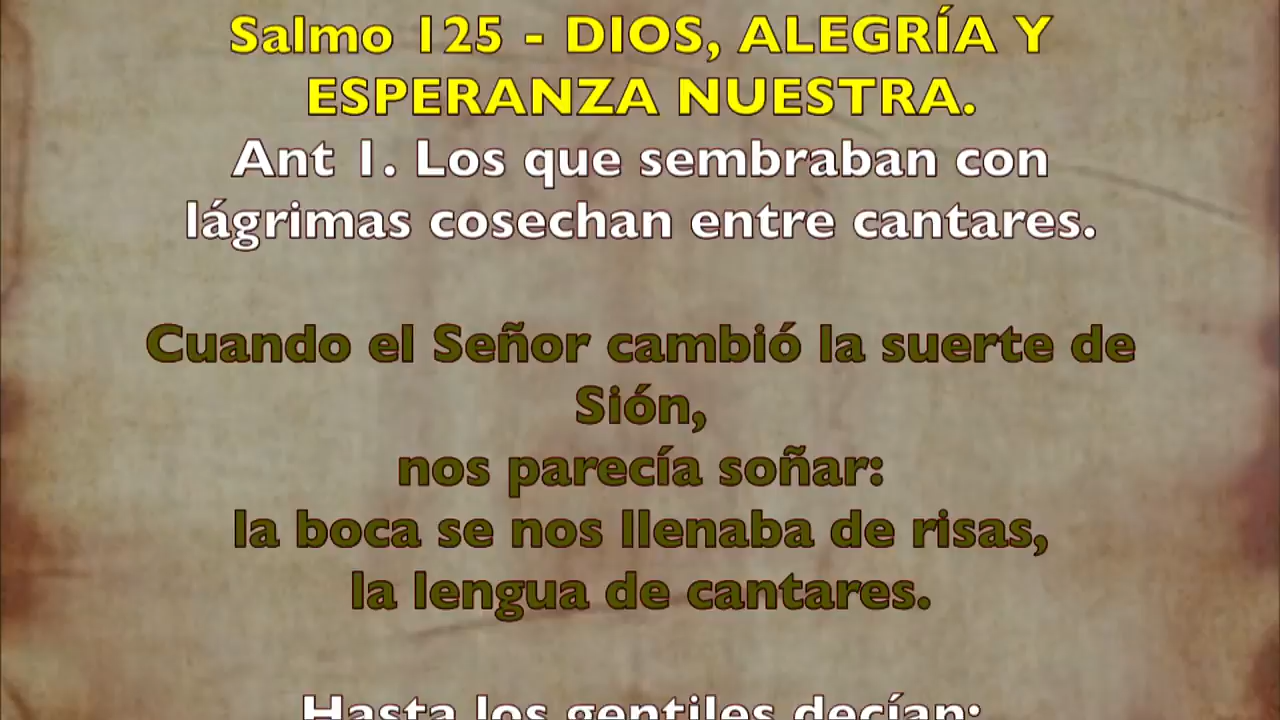 Salmo 125 - DIOS, ALEGRÍA Y
ESPERANZA NUESTRA.
Ant 1. Los que sembraban con
lágrimas cosechan entre cantares.
Cuando el Señor cambió la suerte de
Sión,
nos parecía soñar:
la boca se nos llenaba de risas,
la lengua de cantares.
Hasta los gentiles decían: